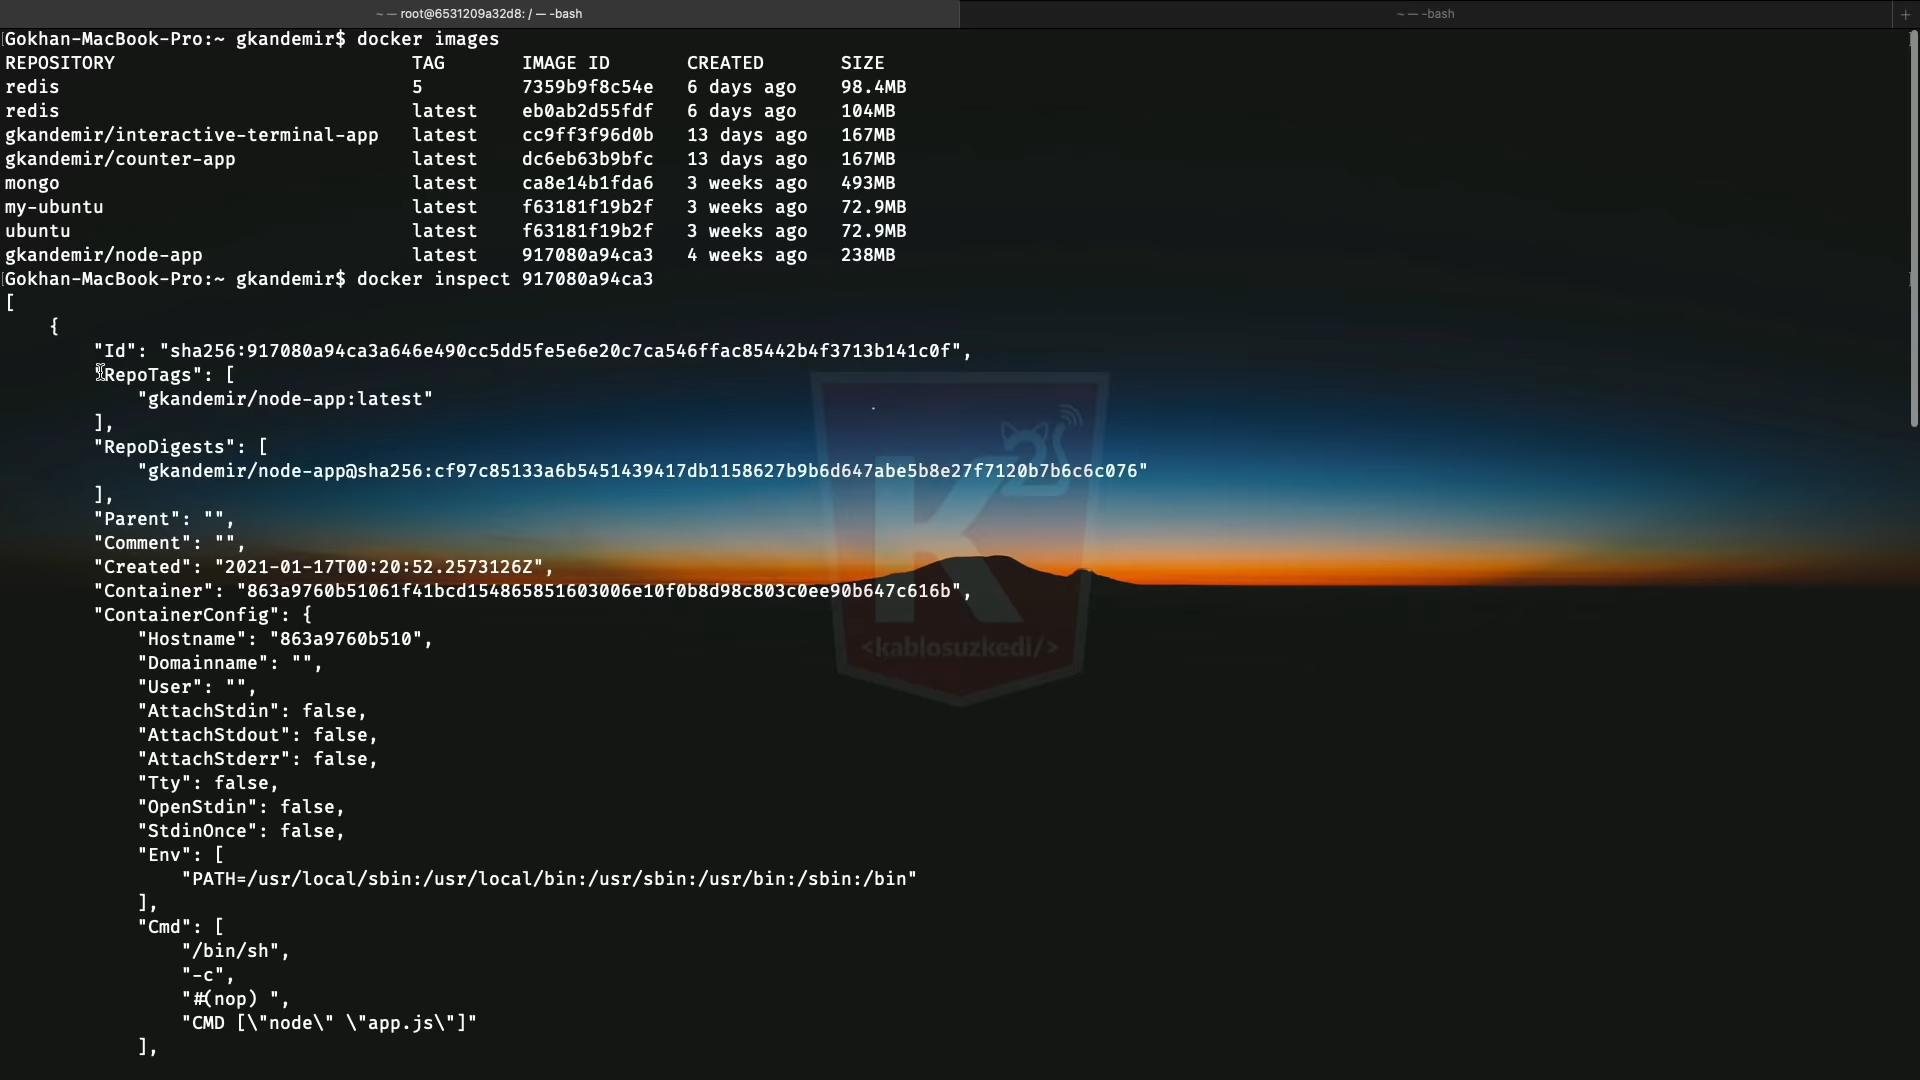 ~ — root@6531209a32d8: / — -bash
~ — -bash
+
Gokhan-MacBook-Pro:~ gkandemir$ docker images
REPOSITORY TAG IMAGE ID CREATED SIZE
redis 5 7359b9f8c54e 6 days ago 98.4MB
redis latest eb0ab2d55fdf 6 days ago 104MB
gkandemir/interactive-terminal-app latest cc9ff3f96d0b 13 days ago 167MB
gkandemir/counter-app latest dc6eb63b9bfc 13 days ago 167MB
mongo latest ca8e14b1fda6 3 weeks ago 493MB
my-ubuntu latest f63181f19b2f 3 weeks ago 72.9MB
ubuntu latest f63181f19b2f 3 weeks ago 72.9MB
gkandemir/node-app latest 917080a94ca3 4 weeks ago 238MB
Gokhan-MacBook-Pro:~ gkandemir$ docker inspect 917080a94ca3
[
    {
        "Id": "sha256:917080a94ca3a646e490cc5dd5fe5e6e20c7ca546ffac85442b4f3713b141c0f",
        "RepoTags": [
            "gkandemir/node-app:latest"
        ],
        "RepoDigests": [
            "gkandemir/node-app@sha256:cf97c85133a6b5451439417db1158627b9b6d647abe5b8e27f7120b7b6c6c076"
        ],
        "Parent": "",
        "Comment": "",
        "Created": "2021-01-17T00:20:52.2573126Z",
        "Container": "863a9760b51061f41bcd154865851603006e10f0b8d98c803c0ee90b647c616b",
        "ContainerConfig": {
            "Hostname": "863a9760b510",
            "Domainname": "",
            "User": "",
            "AttachStdin": false,
            "AttachStdout": false,
            "AttachStderr": false,
            "Tty": false,
            "OpenStdin": false,
            "StdinOnce": false,
            "Env": [
                "PATH=/usr/local/sbin:/usr/local/bin:/usr/sbin:/usr/bin:/sbin:/bin"
            ],
            "Cmd": [
                "/bin/sh",
                "-c",
                "#(nop) ",
                "CMD [\"node\" \"app.js\"]"
            ],
K
<kablosuzkedi/>